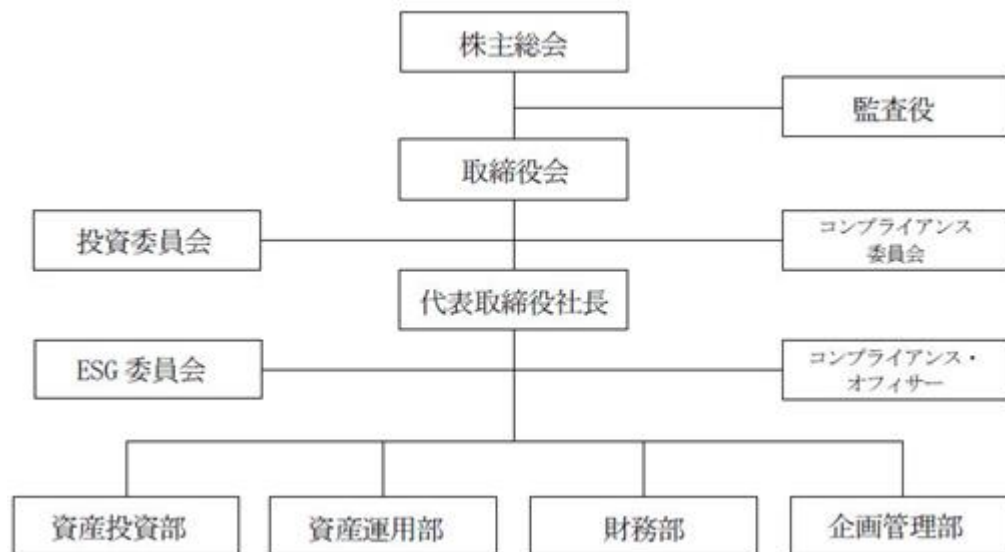 株主総会
監査役
取締役会
投資委員会
コンプライアンス
委員会
代表取締役社長
ESG 委員会
コンプライアンス・
オフィサー
資産投資部
資産運用部
財務部
企画管理部